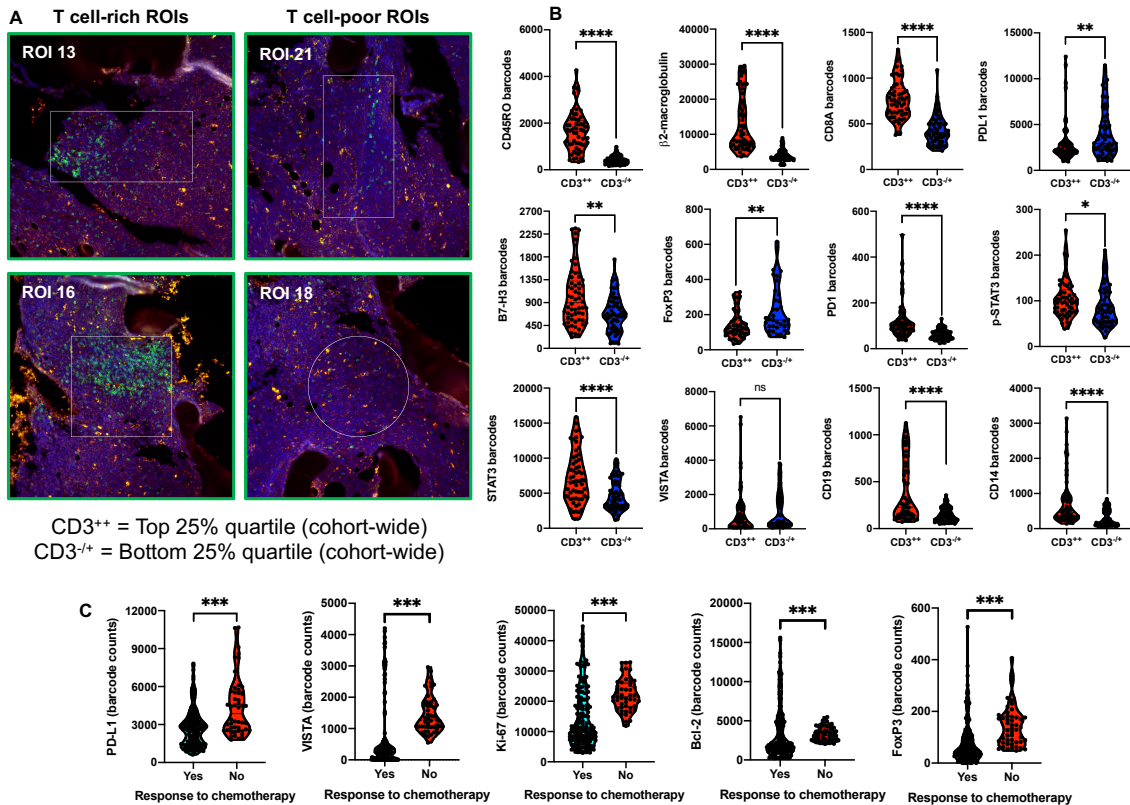 A
T cell-rich ROIs
T cell-poor ROIs
ROI 13
ROI 21
ROI 16
ROI 18
CD3++ = Top 25% quartile (cohort-wide)
CD3-/+ = Bottom 25% quartile (cohort-wide)
B
CD45RO barcodes
6000
4000
2000
0
****
CD3++
CD3-/+
β2-macroglobulin
40000
30000
20000
10000
0
****
CD3++
CD3-/+
CD8A barcodes
1500
1000
500
0
****
CD3++
CD3-/+
PDL1 barcodes
15000
10000
5000
0
**
CD3++
CD3-/+
B7-H3 barcodes
2700
2250
1800
1350
900
450
0
**
CD3++
CD3-/+
FoxP3 barcodes
800
600
400
200
0
**
CD3++
CD3-/+
PD1 barcodes
600
400
200
0
****
CD3++
CD3-/+
p-STAT3 barcodes
300
200
100
0
*
CD3++
CD3-/+
STAT3 barcodes
20000
15000
10000
5000
0
****
CD3++
CD3-/+
VISTA barcodes
8000
6000
4000
2000
0
ns
CD3++
CD3-/+
CD19 barcodes
1500
1000
500
0
****
CD3++
CD3-/+
CD14 barcodes
4000
3000
2000
1000
0
****
CD3++
CD3-/+
C
PD-L1 (barcode counts)
12000
9000
6000
3000
0
***
Yes
No
Response to chemotherapy
VISTA (barcode counts)
5000
4000
3000
2000
1000
0
***
Yes
No
Response to chemotherapy
Ki-67 (barcode counts)
50000
40000
30000
20000
10000
0
***
Yes
No
Response to chemotherapy
Bcl-2 (barcode counts)
20000
15000
10000
5000
0
***
Yes
No
Response to chemotherapy
FoxP3 (barcode counts)
600
400
200
0
***
Yes
No
Response to chemotherapy